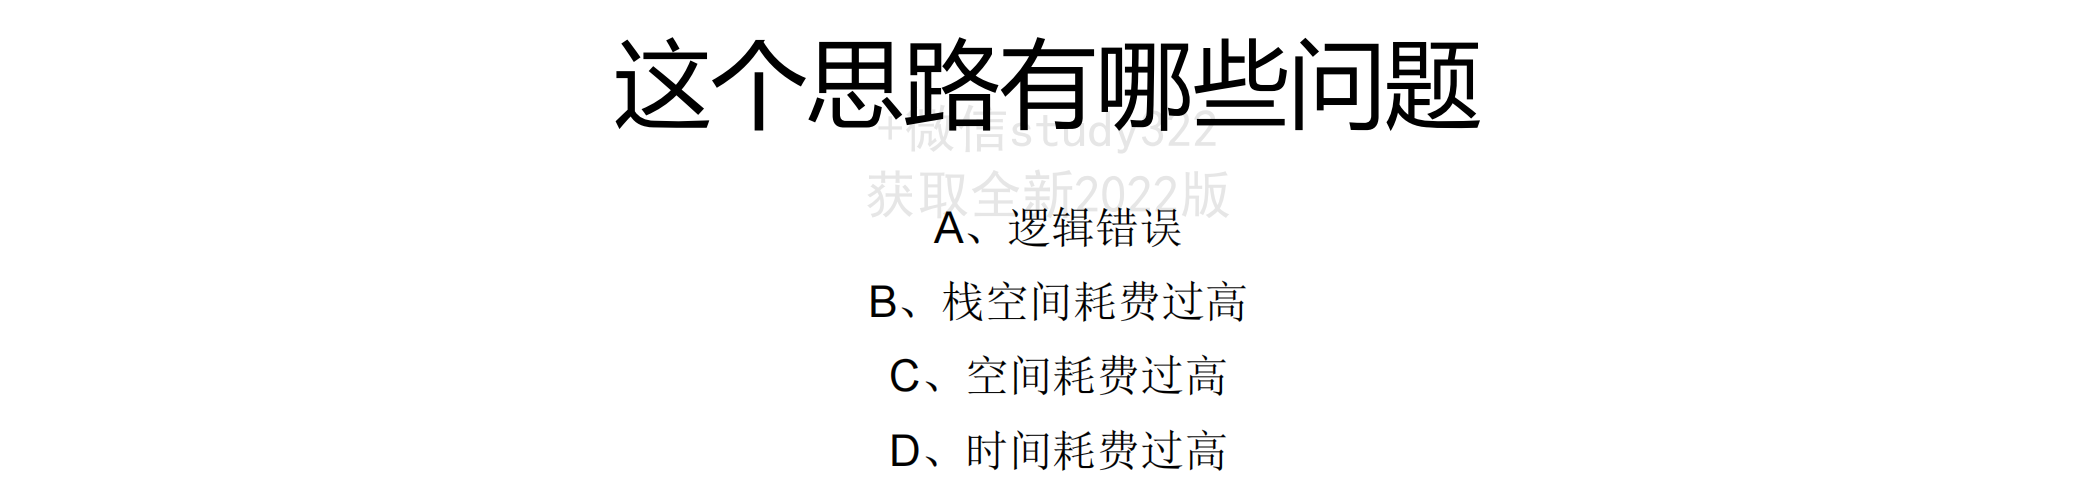 这个思路有哪些问题
+微信study322
获取全新2022版
A、逻辑错误
B、栈空间耗费过高
C、空间耗费过高
D、时间耗费过高